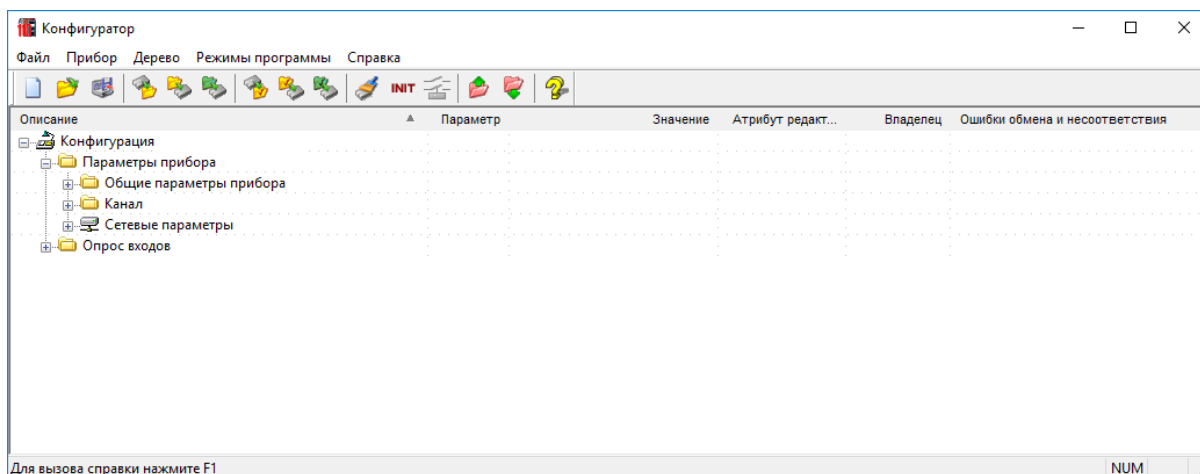 Конфигуратор
Файл Прибор Дерево Режимы программы Справка
INIT
Описание Параметр Значение Атрибут редакт... Владелец Ошибки обмена и несоответствия
Конфигурация
Параметры прибора
Общие параметры прибора
Канал
Сетевые параметры
Опрос входов
Для вызова справки нажмите F1 NUM